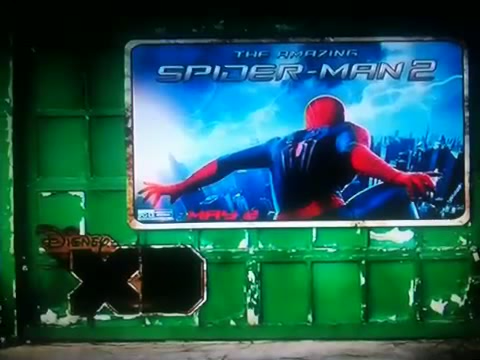 THE AMAZING
SPIDER-MAN 2
MAY 2
DISNEY
XD